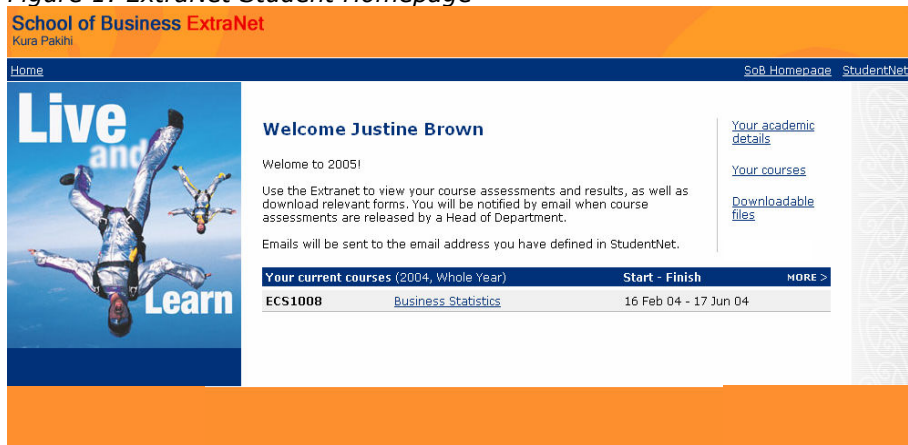 Figure 1: ExtraNet Student Homepage
School of Business ExtraNet
Kura Pakihi
Home
SoB Homepage StudentNet
Live
and
Learn
Welcome Justine Brown
Welome to 2005!
Use the Extranet to view your course assessments and results, as well as
download relevant forms. You will be notified by email when course
assessments are released by a Head of Department.
Emails will be sent to the email address you have defined in StudentNet.
Your academic
details
Your courses
Downloadable
files
Your current courses (2004, Whole Year) Start - Finish MORE >
ECS1008 Business Statistics 16 Feb 04 - 17 Jun 04